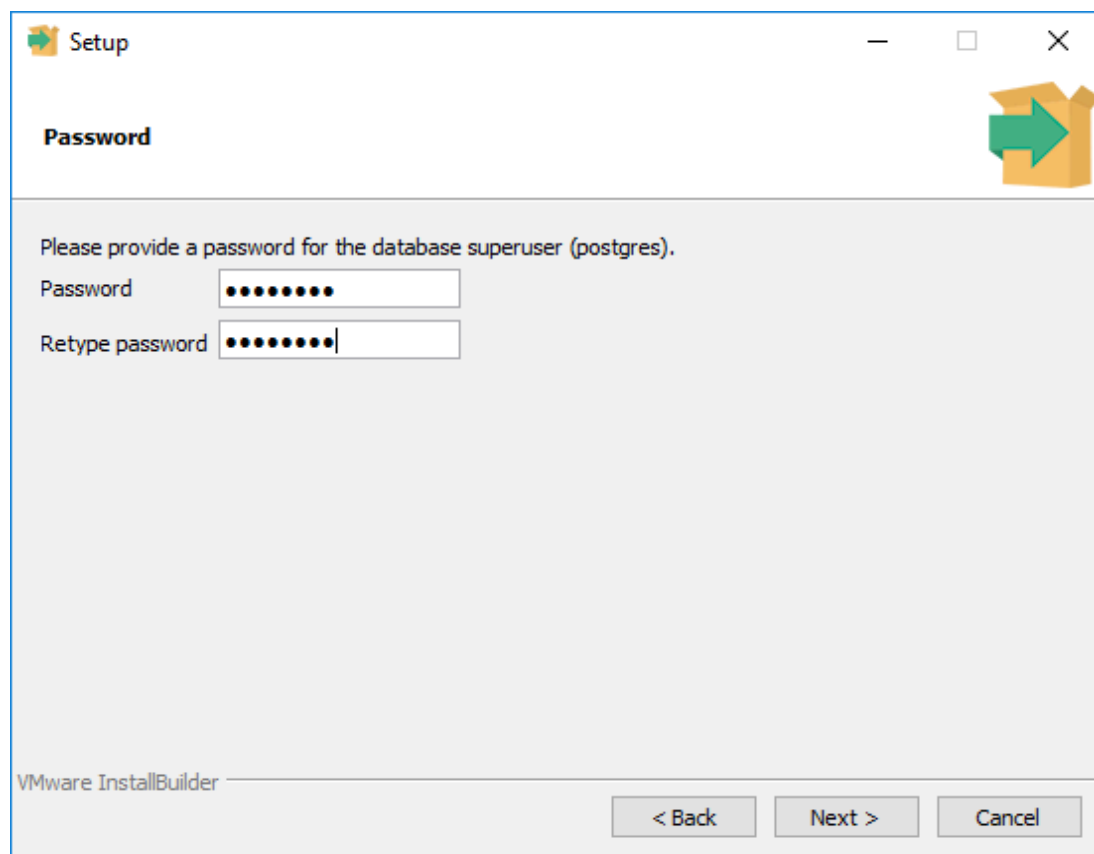 Setup
Password
Please provide a password for the database superuser (postgres).
Password ••••••••
Retype password ••••••••
VMware InstallBuilder
< Back Next > Cancel